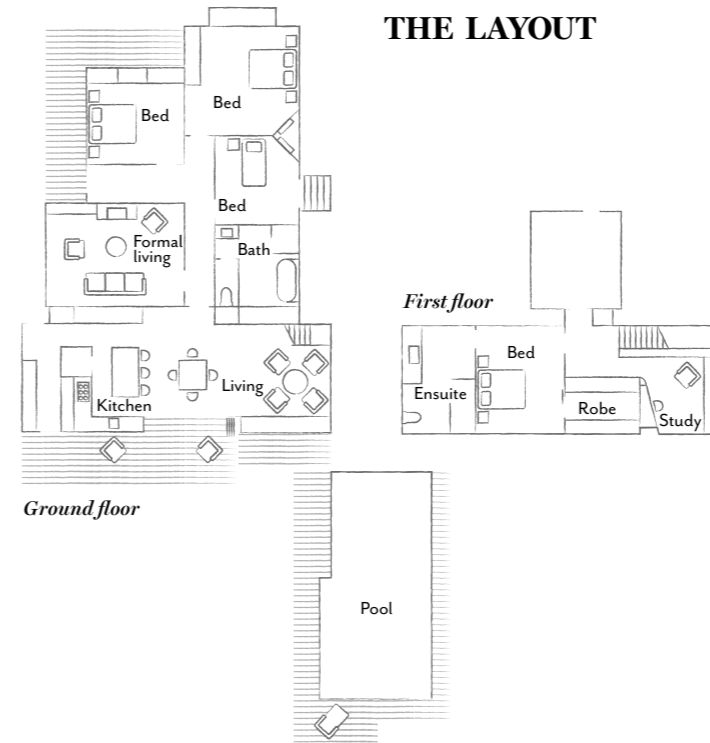 THE LAYOUT
Bed
Bed
Bed
Formal
living
Bath
Living
Kitchen
Ground floor
First floor
Bed
Ensuite
Robe
Study
Pool